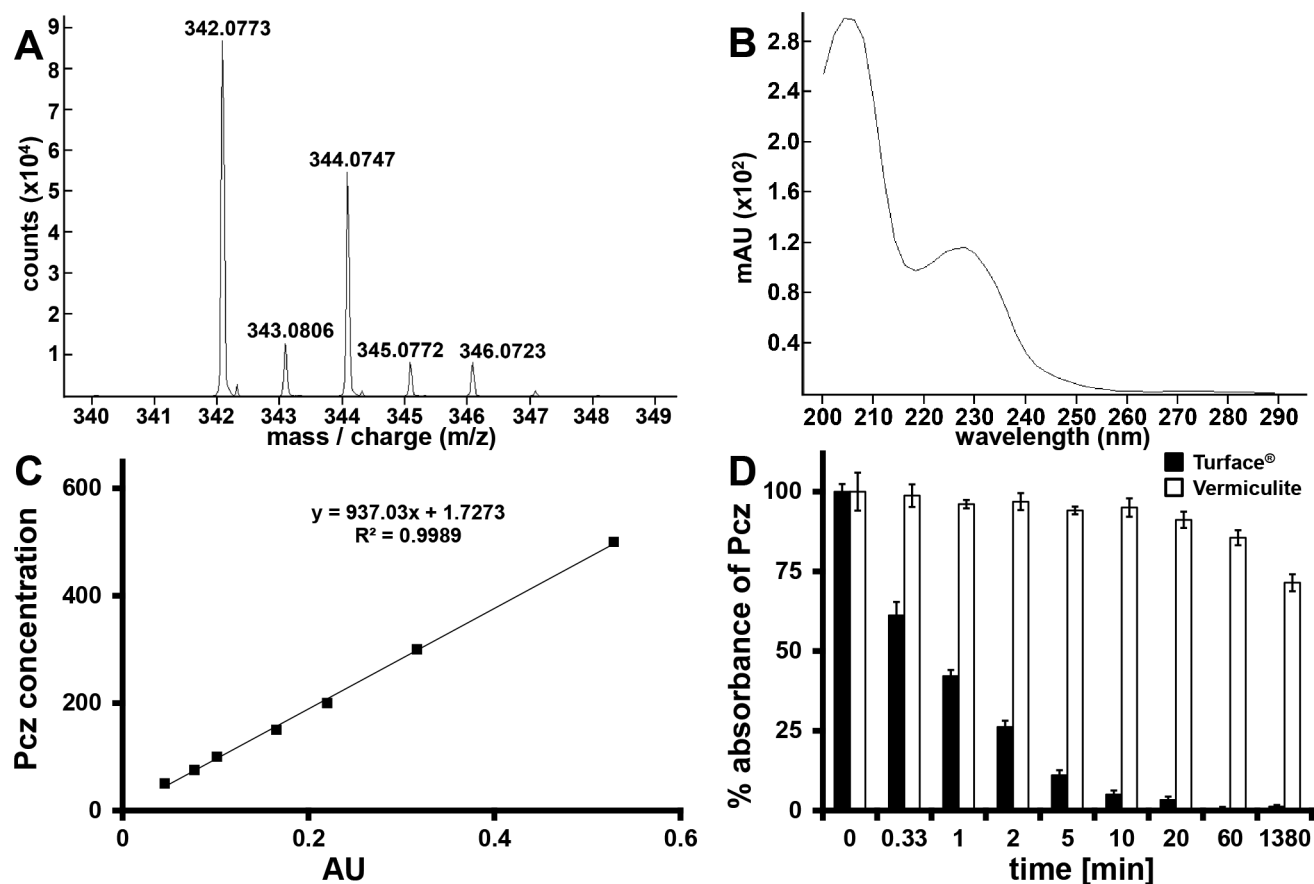 A
9
8
7
6
5
4
3
2
1
counts (x10⁴)
342.0773
343.0806
344.0747
345.0772
346.0723
340 341 342 343 344 345 346 347 348 349
mass / charge (m/z)
B
2.8
2.4
2.0
1.6
1.2
0.8
0.4
mAU (x10²)
200 210 220 230 240 250 260 270 280 290
wavelength (nm)
C
600
400
200
0
Pcz concentration
y = 937.03x + 1.7273
R² = 0.9989
0 0.2 0.4 0.6
AU
D
Turface®
Vermiculite
100
75
50
25
0
% absorbance of Pcz
0 0.33 1 2 5 10 20 60 1380
time [min]